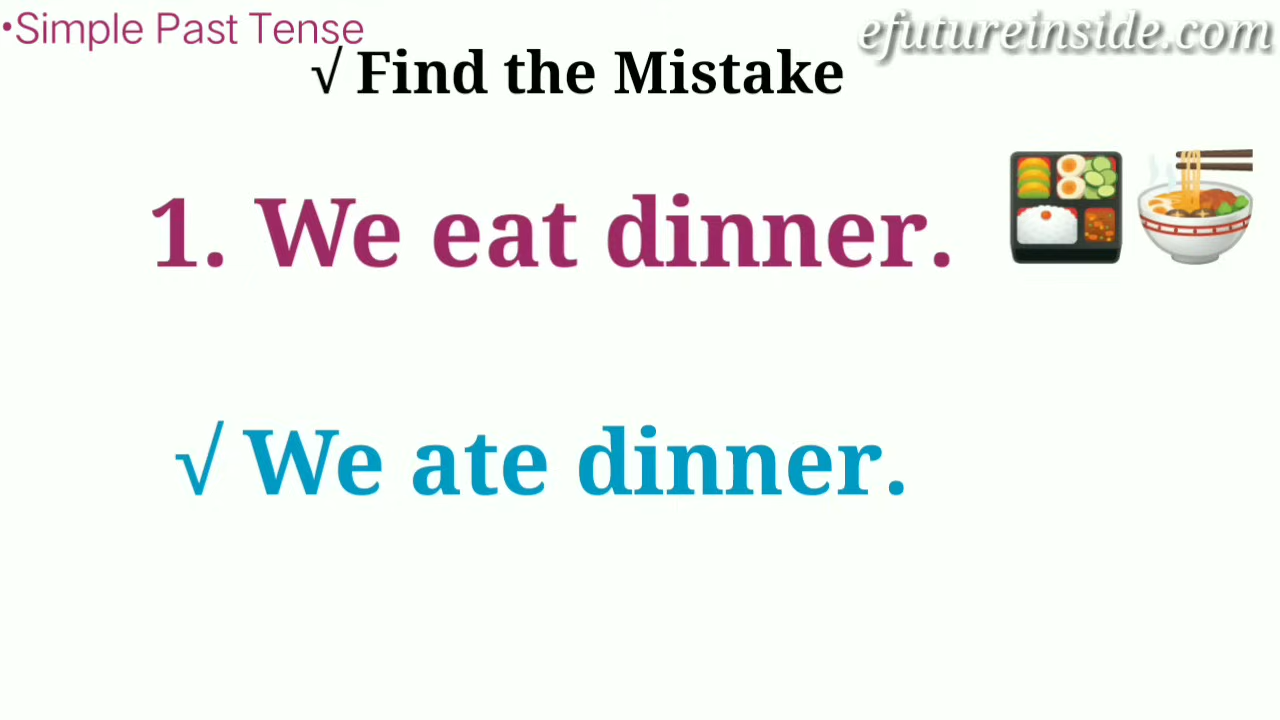 •Simple Past Tense
efutureinside.com
√ Find the Mistake
1. We eat dinner.
√ We ate dinner.